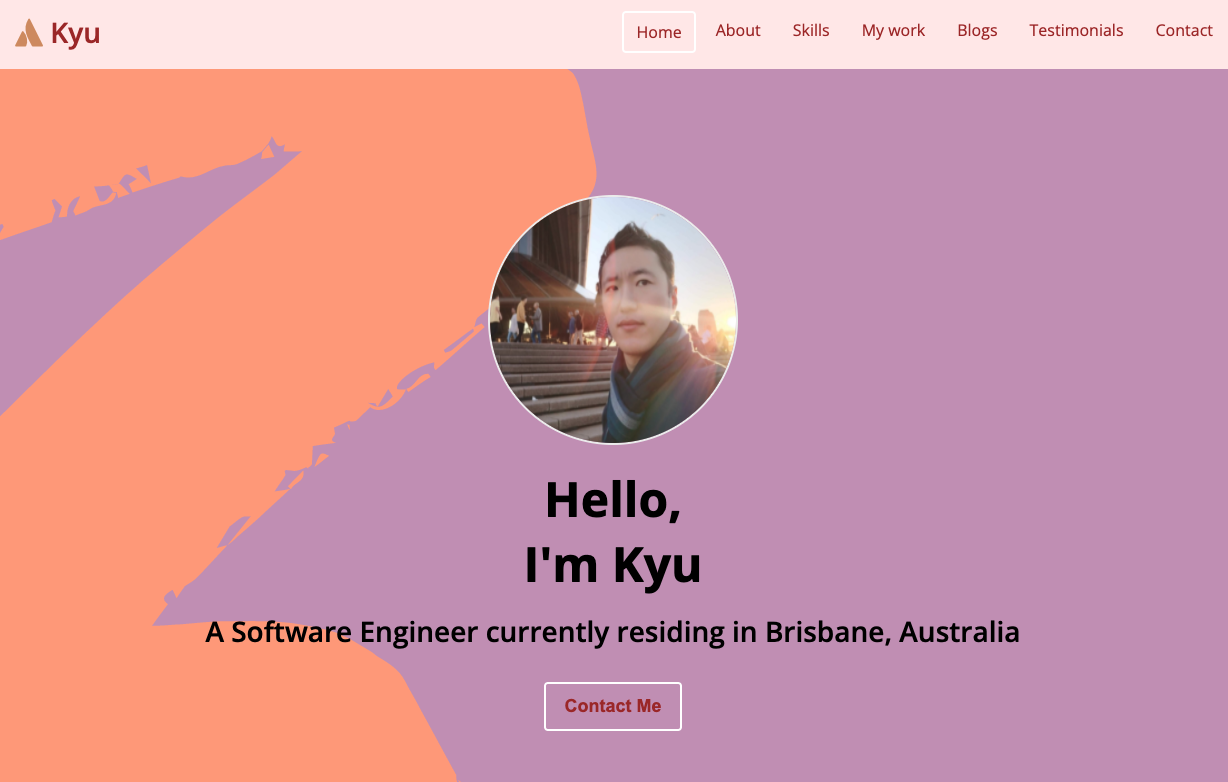 Kyu
Home About Skills My work Blogs Testimonials Contact
Hello,
I'm Kyu
A Software Engineer currently residing in Brisbane, Australia
Contact Me